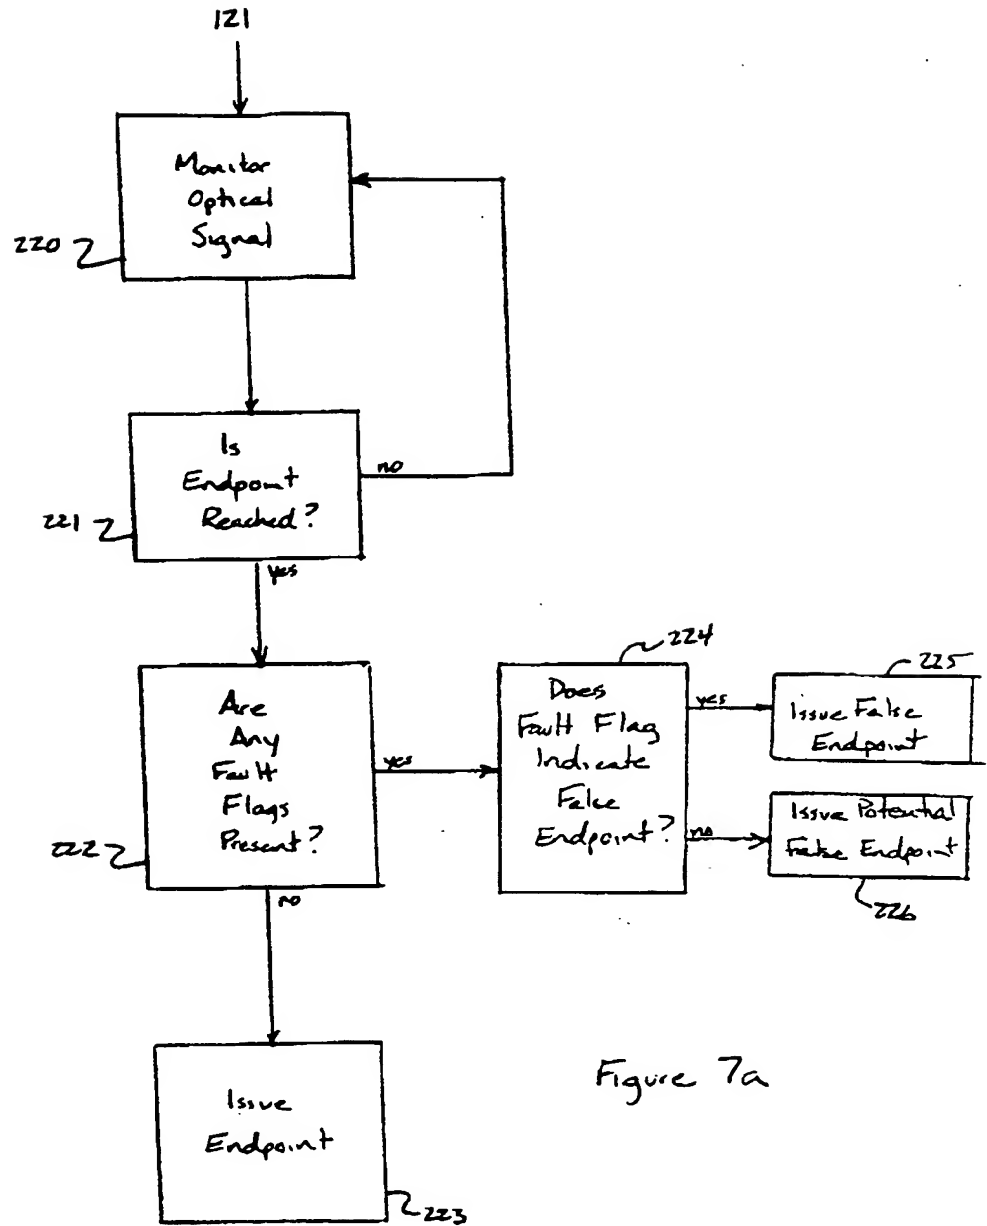 121
Monitor
Optical
Signal
220
Is
Endpoint
Reached?
no
221
yes
224
225
Are
Any
Fault
Flags
Present?
222
yes
Does
Fault Flag
Indicate
False
Endpoint?
yes
Issue False
Endpoint
no
Issue Potential
False Endpoint
226
no
Issue
Endpoint
223
Figure 7a